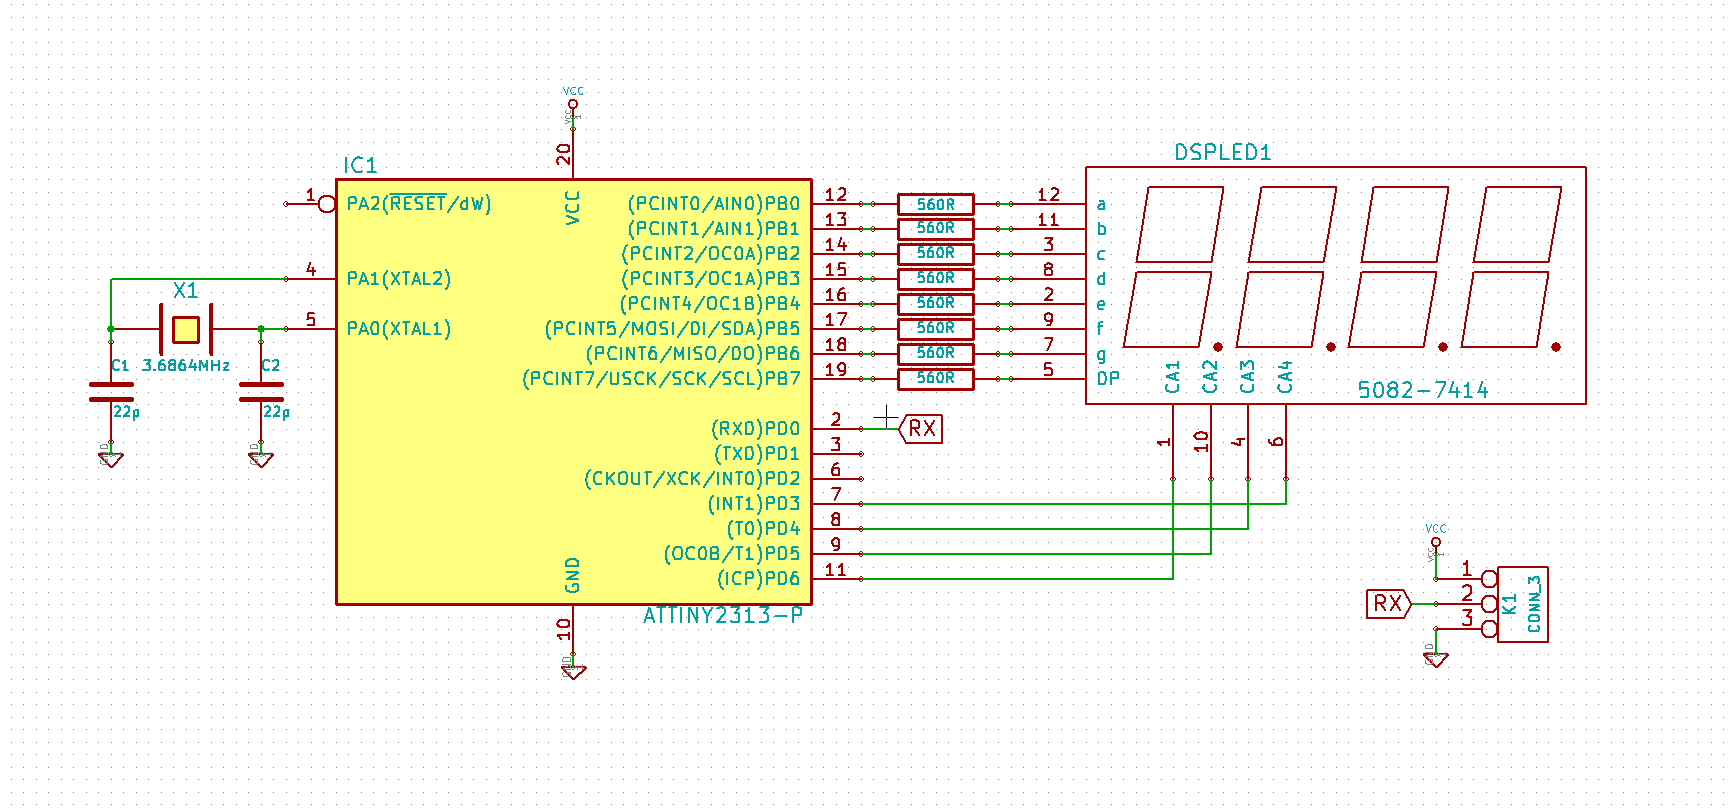 VCC
VCC
1
20
IC1
DSPLED1
1
PA2(RESET/dW)
VCC
(PCINT0/AIN0)PB0
12
560R
12
a
(PCINT1/AIN1)PB1
13
560R
11
b
(PCINT2/OC0A)PB2
14
560R
3
c
4
PA1(XTAL2)
(PCINT3/OC1A)PB3
15
560R
8
d
X1
(PCINT4/OC1B)PB4
16
560R
2
e
5
PA0(XTAL1)
(PCINT5/MOSI/DI/SDA)PB5
17
560R
9
f
(PCINT6/MISO/DO)PB6
18
560R
7
g
C1
3.6864MHz
C2
(PCINT7/USCK/SCK/SCL)PB7
19
560R
5
DP
CA1
CA2
CA3
CA4
5082-7414
22p
22p
(RXD)PD0
2
RX
1
10
4
6
GND
GND
(TXD)PD1
3
(CKOUT/XCK/INT0)PD2
6
(INT1)PD3
7
(T0)PD4
8
VCC
VCC
1
(OC0B/T1)PD5
9
GND
(ICP)PD6
11
1
RX
2
3
K1
CONN_3
ATTINY2313-P
10
GND
GND